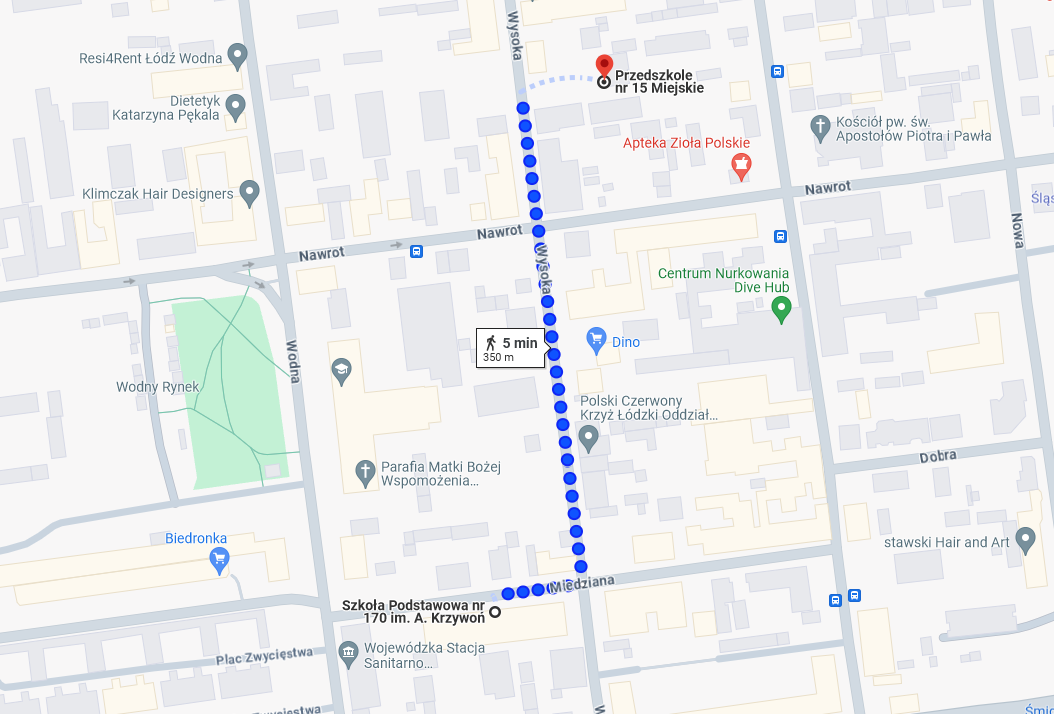 Wysoka
Resi4Rent Łódź Wodna
Przedszkole
nr 15 Miejskie
Dietetyk
Katarzyna Pękala
Kościół pw. św.
Apostołów Piotra i Pawła
Apteka Zioła Polskie
Klimczak Hair Designers
Nawrot
Nawrot
Nawrot
Nowa
Wysoka
Centrum Nurkowania
Dive Hub
5 min
350 m
Dino
Wodna
Wodny Rynek
Polski Czerwony
Krzyż Łódzki Oddział...
Dobra
Parafia Matki Bożej
Wspomożenia...
Biedronka
stawski Hair and Art
Miedziana
Szkoła Podstawowa nr
170 im. A. Krzywoń
Wojewódzka Stacja
Sanitarno...
Plac Zwycięstwa